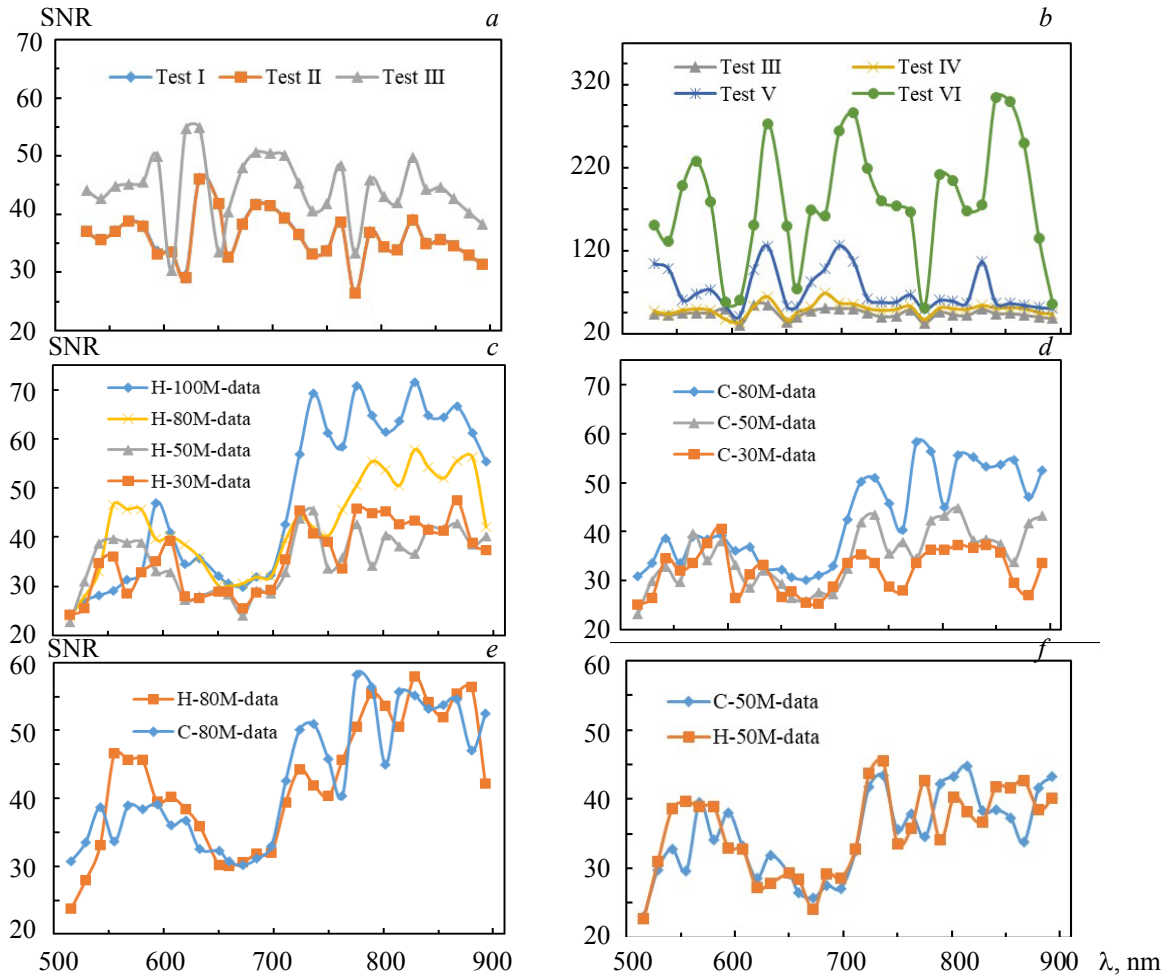 SNR
a
b
70
60
50
40
30
20
Test I
Test II
Test III
320
220
120
20
Test III
Test IV
Test V
Test VI
SNR
c
d
70
60
50
40
30
20
H-100M-data
H-80M-data
H-50M-data
H-30M-data
70
60
50
40
30
20
C-80M-data
C-50M-data
C-30M-data
SNR
e
f
60
50
40
30
20
H-80M-data
C-80M-data
60
50
40
30
20
C-50M-data
H-50M-data
500 600 700 800 900
500 600 700 800 900 λ, nm